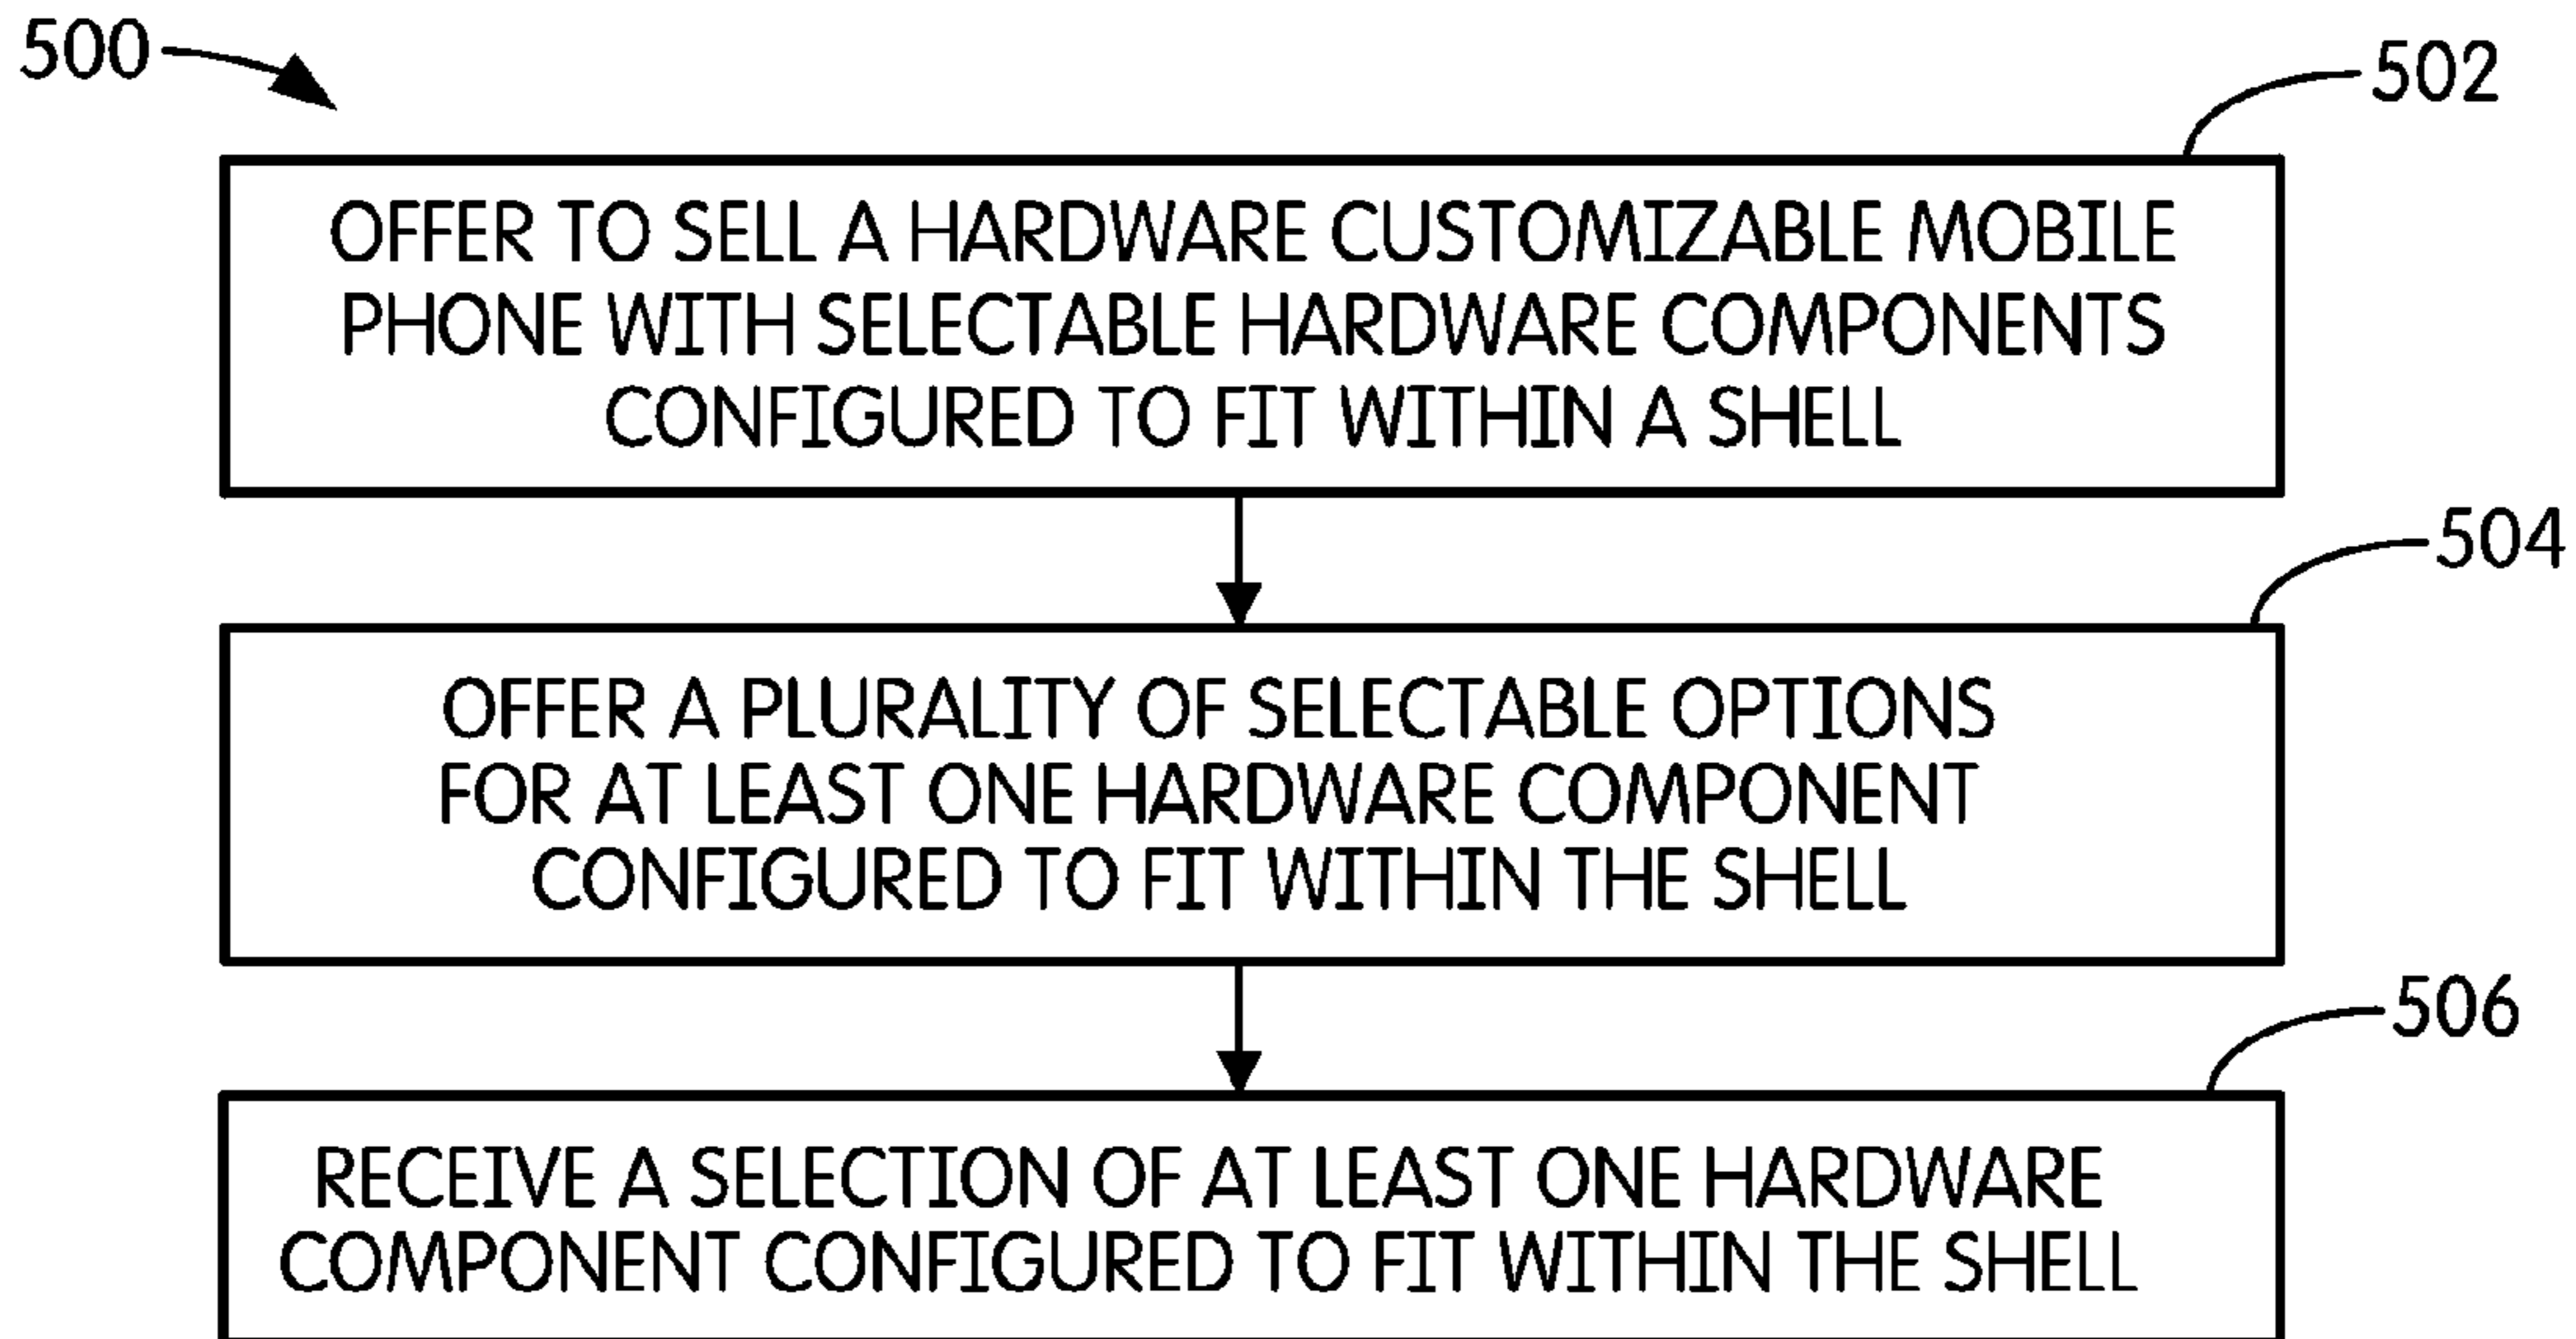 500
502
OFFER TO SELL A HARDWARE CUSTOMIZABLE MOBILE
PHONE WITH SELECTABLE HARDWARE COMPONENTS
CONFIGURED TO FIT WITHIN A SHELL
504
OFFER A PLURALITY OF SELECTABLE OPTIONS
FOR AT LEAST ONE HARDWARE COMPONENT
CONFIGURED TO FIT WITHIN THE SHELL
506
RECEIVE A SELECTION OF AT LEAST ONE HARDWARE
COMPONENT CONFIGURED TO FIT WITHIN THE SHELL